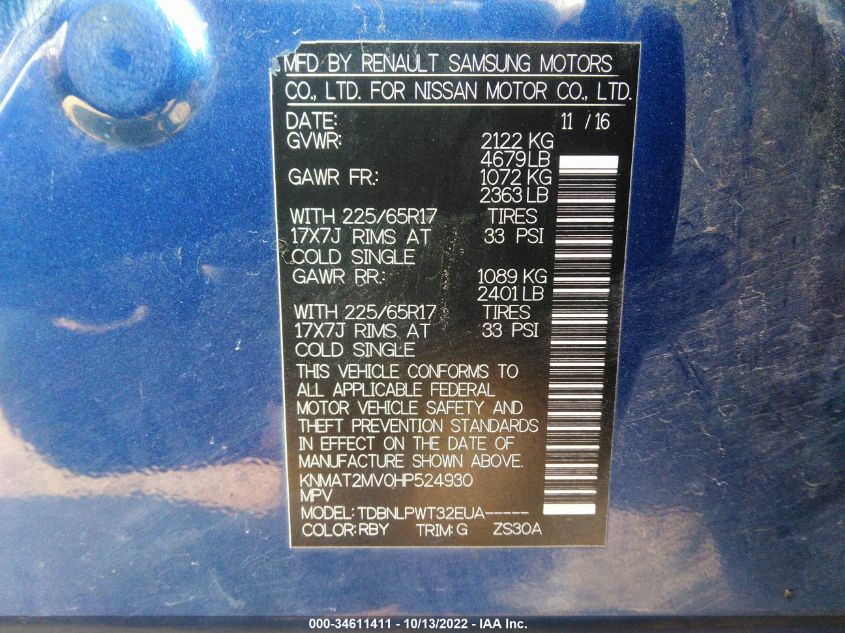 MFD BY RENAULT SAMSUNG MOTORS
CO., LTD. FOR NISSAN MOTOR CO., LTD.
DATE: 11 / 16
GVWR: 2122 KG
4679LB
GAWR FR.: 1072 KG
2363 LB
WITH 225/65R17 TIRES
17X7J RIMS AT 33 PSI
COLD SINGLE
GAWR RR.: 1089 KG
2401 LB
WITH 225/65R17 TIRES
17X7J RIMS AT 33 PSI
COLD SINGLE
THIS VEHICLE CONFORMS TO
ALL APPLICABLE FEDERAL
MOTOR VEHICLE SAFETY AND
THEFT PREVENTION STANDARDS
IN EFFECT ON THE DATE OF
MANUFACTURE SHOWN ABOVE.
KNMAT2MV0HP524930
MPV
MODEL: TDBNLPWT32EUA-----
COLOR: RBY TRIM: G ZS30A
000-34611411 - 10/13/2022 - IAA Inc.